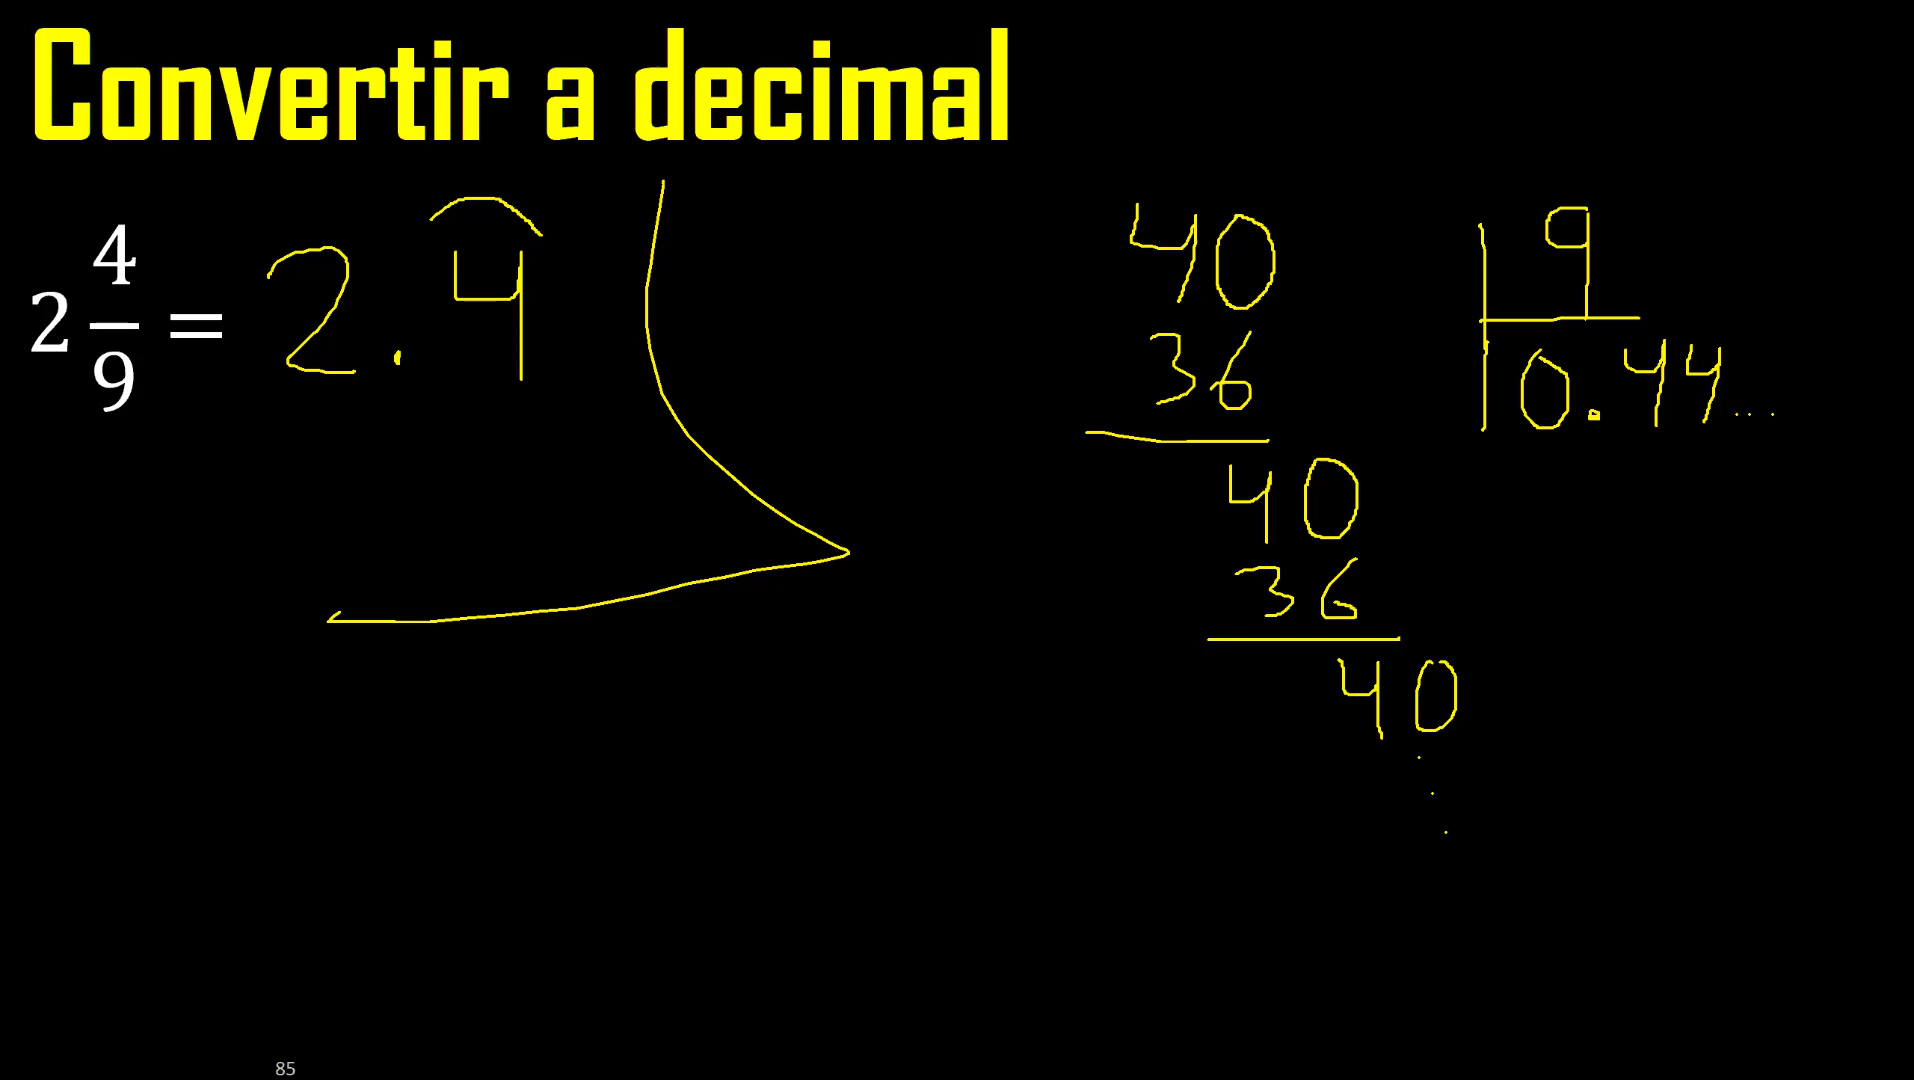 Convertir a decimal
2 4/9 = 2.4̑
40 | 9
36 0.44...
40
36
40
85